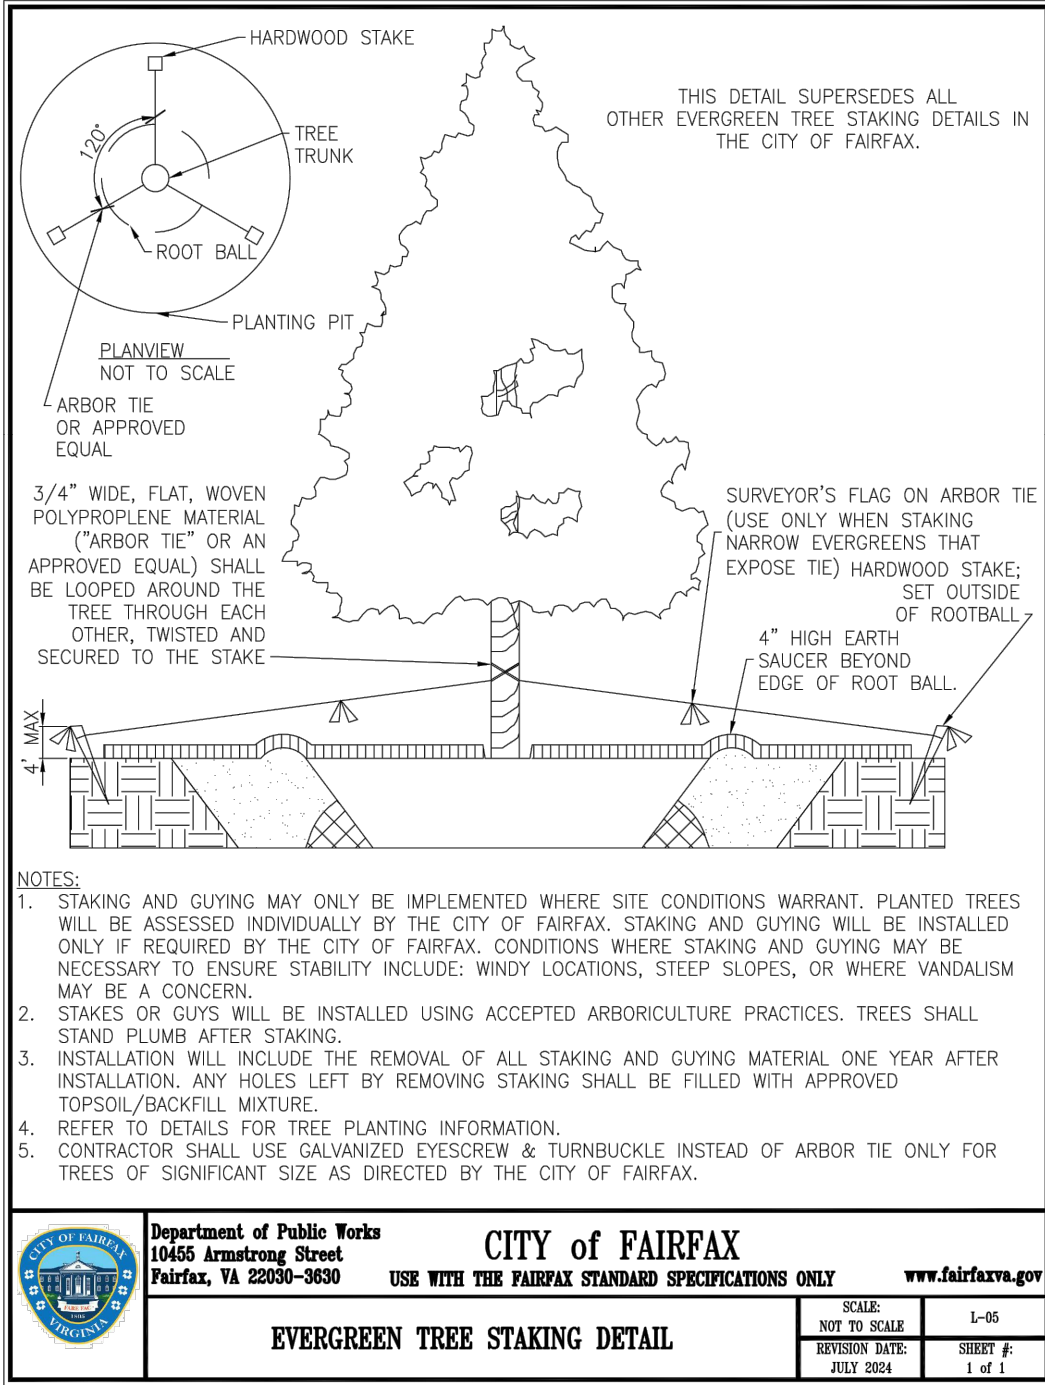 HARDWOOD STAKE
THIS DETAIL SUPERSEDES ALL
OTHER EVERGREEN TREE STAKING DETAILS IN
THE CITY OF FAIRFAX.
120°
TREE
TRUNK
ROOT BALL
PLANTING PIT
PLANVIEW
NOT TO SCALE
ARBOR TIE
OR APPROVED
EQUAL
3/4” WIDE, FLAT, WOVEN
POLYPROPLENE MATERIAL
(”ARBOR TIE” OR AN
APPROVED EQUAL) SHALL
BE LOOPED AROUND THE
TREE THROUGH EACH
OTHER, TWISTED AND
SECURED TO THE STAKE
SURVEYOR'S FLAG ON ARBOR TIE
(USE ONLY WHEN STAKING
NARROW EVERGREENS THAT
EXPOSE TIE)
HARDWOOD STAKE;
SET OUTSIDE
OF ROOTBALL
4” HIGH EARTH
SAUCER BEYOND
EDGE OF ROOT BALL.
4' MAX
NOTES:
1. STAKING AND GUYING MAY ONLY BE IMPLEMENTED WHERE SITE CONDITIONS WARRANT. PLANTED TREES
WILL BE ASSESSED INDIVIDUALLY BY THE CITY OF FAIRFAX. STAKING AND GUYING WILL BE INSTALLED
ONLY IF REQUIRED BY THE CITY OF FAIRFAX. CONDITIONS WHERE STAKING AND GUYING MAY BE
NECESSARY TO ENSURE STABILITY INCLUDE: WINDY LOCATIONS, STEEP SLOPES, OR WHERE VANDALISM
MAY BE A CONCERN.
2. STAKES OR GUYS WILL BE INSTALLED USING ACCEPTED ARBORICULTURE PRACTICES. TREES SHALL
STAND PLUMB AFTER STAKING.
3. INSTALLATION WILL INCLUDE THE REMOVAL OF ALL STAKING AND GUYING MATERIAL ONE YEAR AFTER
INSTALLATION. ANY HOLES LEFT BY REMOVING STAKING SHALL BE FILLED WITH APPROVED
TOPSOIL/BACKFILL MIXTURE.
4. REFER TO DETAILS FOR TREE PLANTING INFORMATION.
5. CONTRACTOR SHALL USE GALVANIZED EYESCREW & TURNBUCKLE INSTEAD OF ARBOR TIE ONLY FOR
TREES OF SIGNIFICANT SIZE AS DIRECTED BY THE CITY OF FAIRFAX.
CITY OF FAIRFAX
FAIRE FAC
1805
VIRGINIA
Department of Public Works
10455 Armstrong Street
Fairfax, VA 22030-3630
CITY of FAIRFAX
USE WITH THE FAIRFAX STANDARD SPECIFICATIONS ONLY
www.fairfaxva.gov
EVERGREEN TREE STAKING DETAIL
SCALE:
NOT TO SCALE
L-05
REVISION DATE:
JULY 2024
SHEET #:
1 of 1